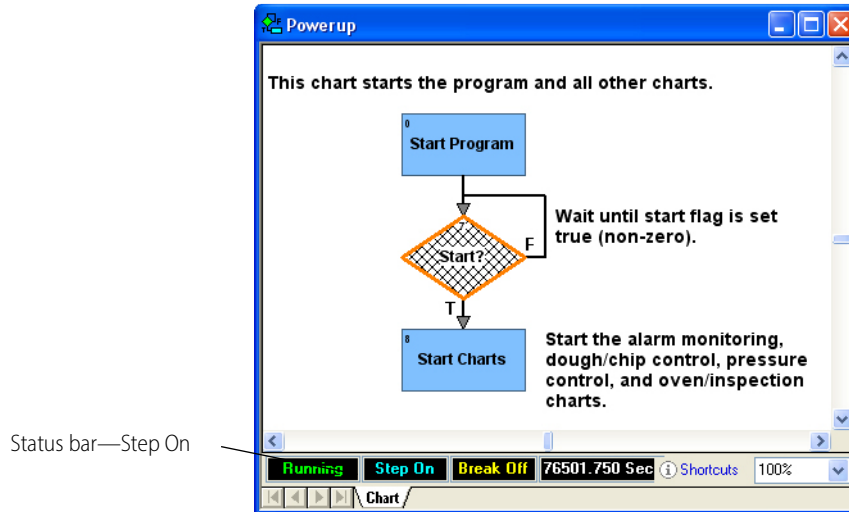 Powerup
This chart starts the program and all other charts.
0
Start Program
Wait until start flag is set
true (non-zero).
7
F
Start?
T
8
Start Charts
Start the alarm monitoring,
dough/chip control, pressure
control, and oven/inspection
charts.
Status bar—Step On
Running Step On Break Off 76501.750 Sec Shortcuts 100%
Chart